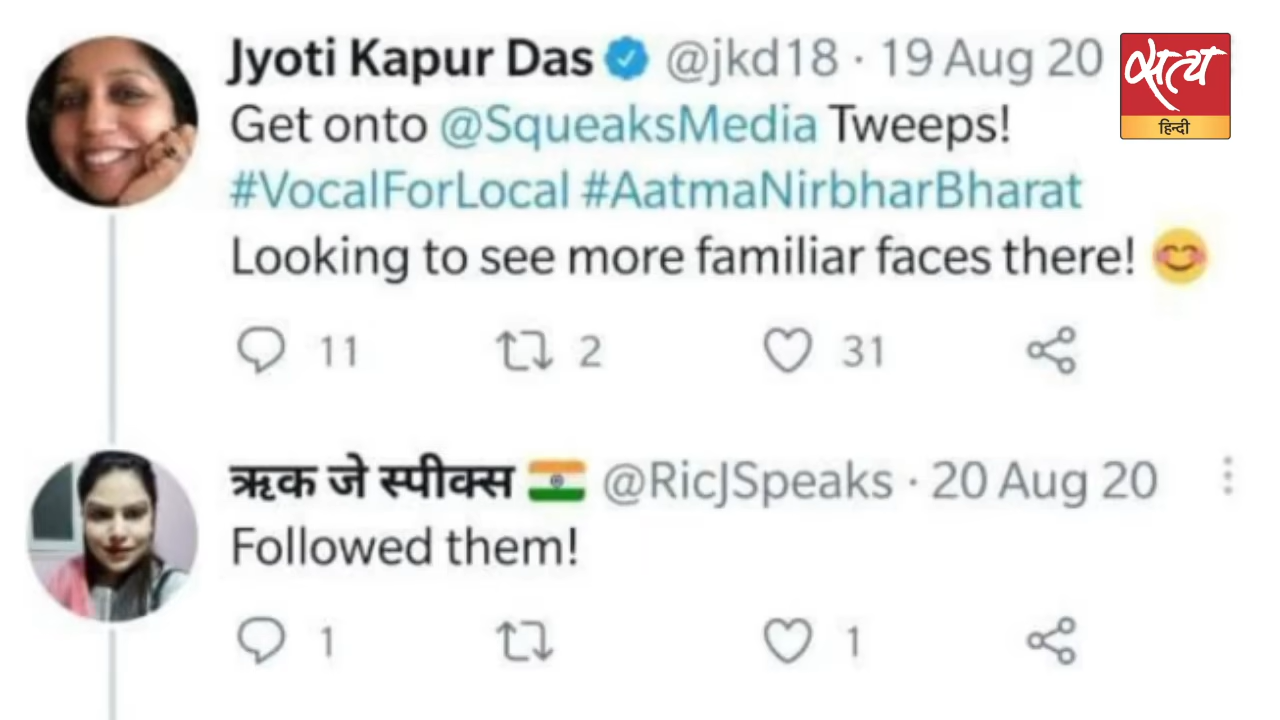 Jyoti Kapur Das @jkd18 · 19 Aug 20
सत्य
हिन्दी
Get onto @SqueaksMedia Tweeps!
#VocalForLocal #AatmaNirbharBharat
Looking to see more familiar faces there! 😊
11 2 31
ऋक जे स्पीक्स 🇮🇳 @RicJSpeaks · 20 Aug 20
Followed them!
1 1